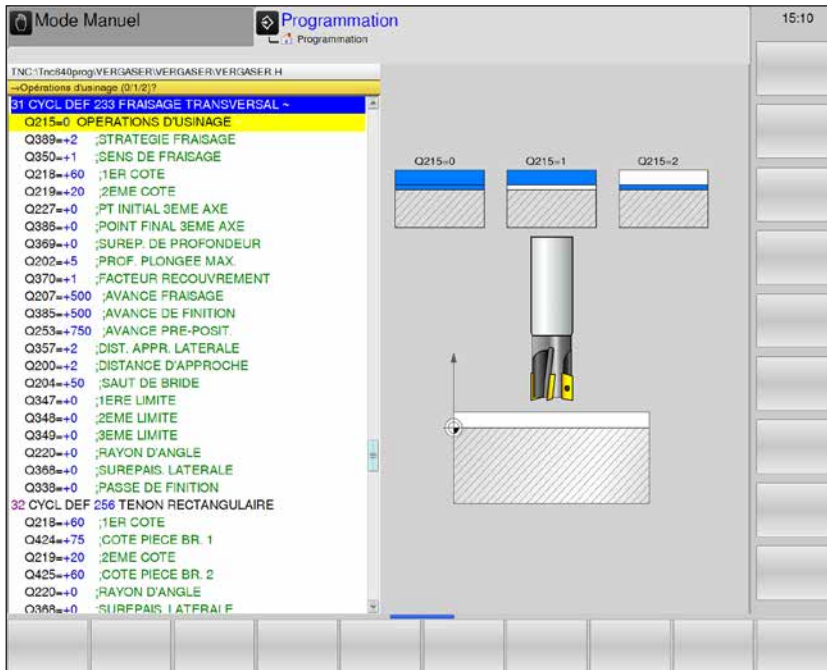 Mode Manuel
Programmation
Programmation
15:10
TNC:\Tnc640prog\VERGASER\VERGASER\VERGASER.H
→Opérations d'usinage (0/1/2)?
31 CYCL DEF 233 FRAISAGE TRANSVERSAL ~
Q215=0 OPERATIONS D'USINAGE
Q389=+2 ;STRATEGIE FRAISAGE
Q350=+1 ;SENS DE FRAISAGE
Q218=+60 ;1ER COTE
Q219=+20 ;2EME COTE
Q227=+0 ;PT INITIAL 3EME AXE
Q386=+0 ;POINT FINAL 3EME AXE
Q369=+0 ;SUREP. DE PROFONDEUR
Q202=+5 ;PROF. PLONGEE MAX.
Q370=+1 ;FACTEUR RECOUVREMENT
Q207=+500 ;AVANCE FRAISAGE
Q385=+500 ;AVANCE DE FINITION
Q253=+750 ;AVANCE PRE-POSIT.
Q357=+2 ;DIST. APPR. LATERALE
Q200=+2 ;DISTANCE D'APPROCHE
Q204=+50 ;SAUT DE BRIDE
Q347=+0 ;1ERE LIMITE
Q348=+0 ;2EME LIMITE
Q349=+0 ;3EME LIMITE
Q220=+0 ;RAYON D'ANGLE
Q368=+0 ;SUREPAIS. LATERALE
Q338=+0 ;PASSE DE FINITION
32 CYCL DEF 256 TENON RECTANGULAIRE
Q218=+60 ;1ER COTE
Q424=+75 ;COTE PIECE BR. 1
Q219=+20 ;2EME COTE
Q425=+60 ;COTE PIECE BR. 2
Q220=+0 ;RAYON D'ANGLE
Q368=+0 ;SUREPAIS. LATERALE
Q215=0
Q215=1
Q215=2